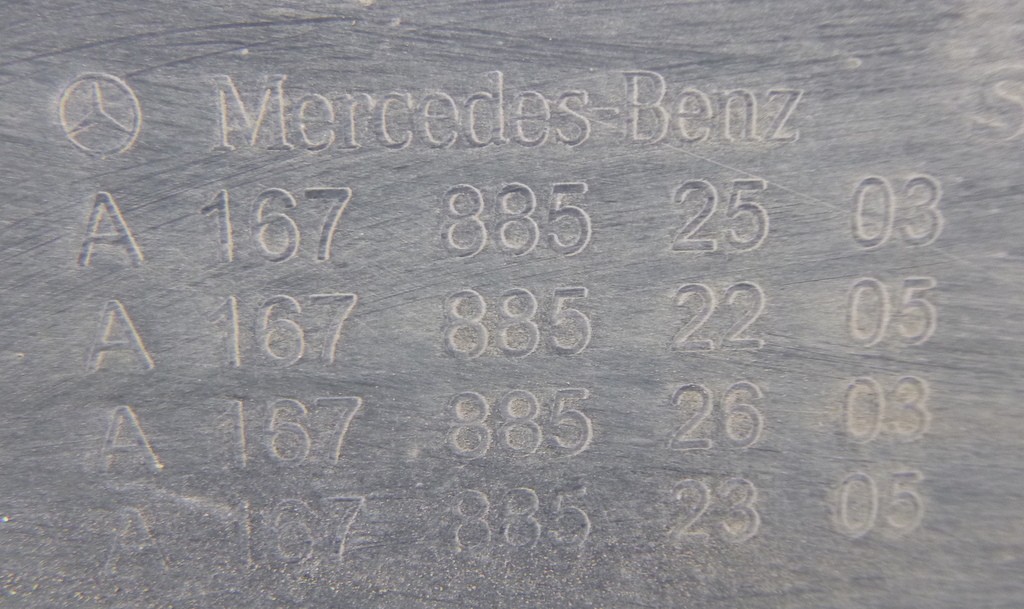 Mercedes-Benz S
A 167 885 25 03
A 167 885 22 05
A 167 885 26 03
A 167 885 23 05